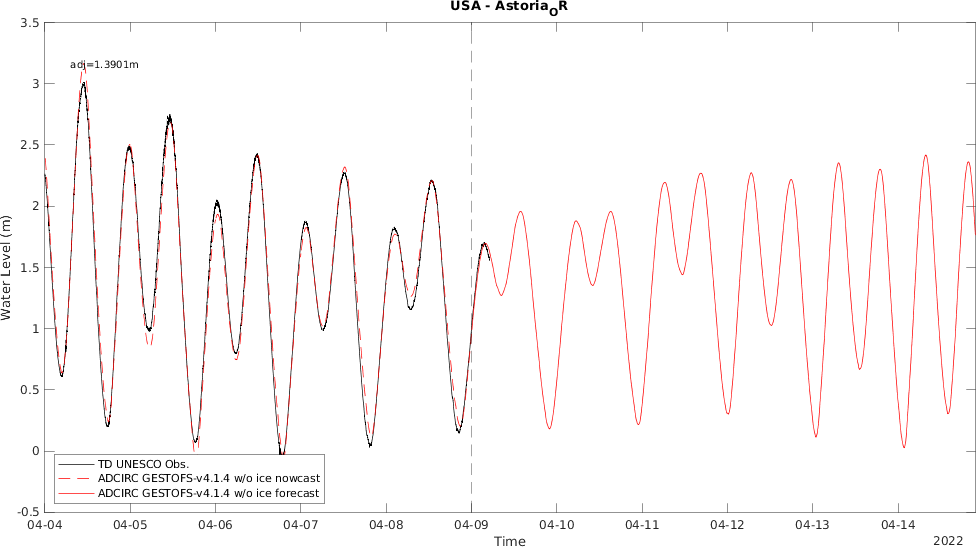 USA - AstoriaOR
adj=1.3901m
Water Level (m)
3.5
3
2.5
2
1.5
1
0.5
0
-0.5
TD UNESCO Obs.
ADCIRC GESTOFS-v4.1.4 w/o ice nowcast
ADCIRC GESTOFS-v4.1.4 w/o ice forecast
04-04 04-05 04-06 04-07 04-08 04-09 04-10 04-11 04-12 04-13 04-14
Time
2022